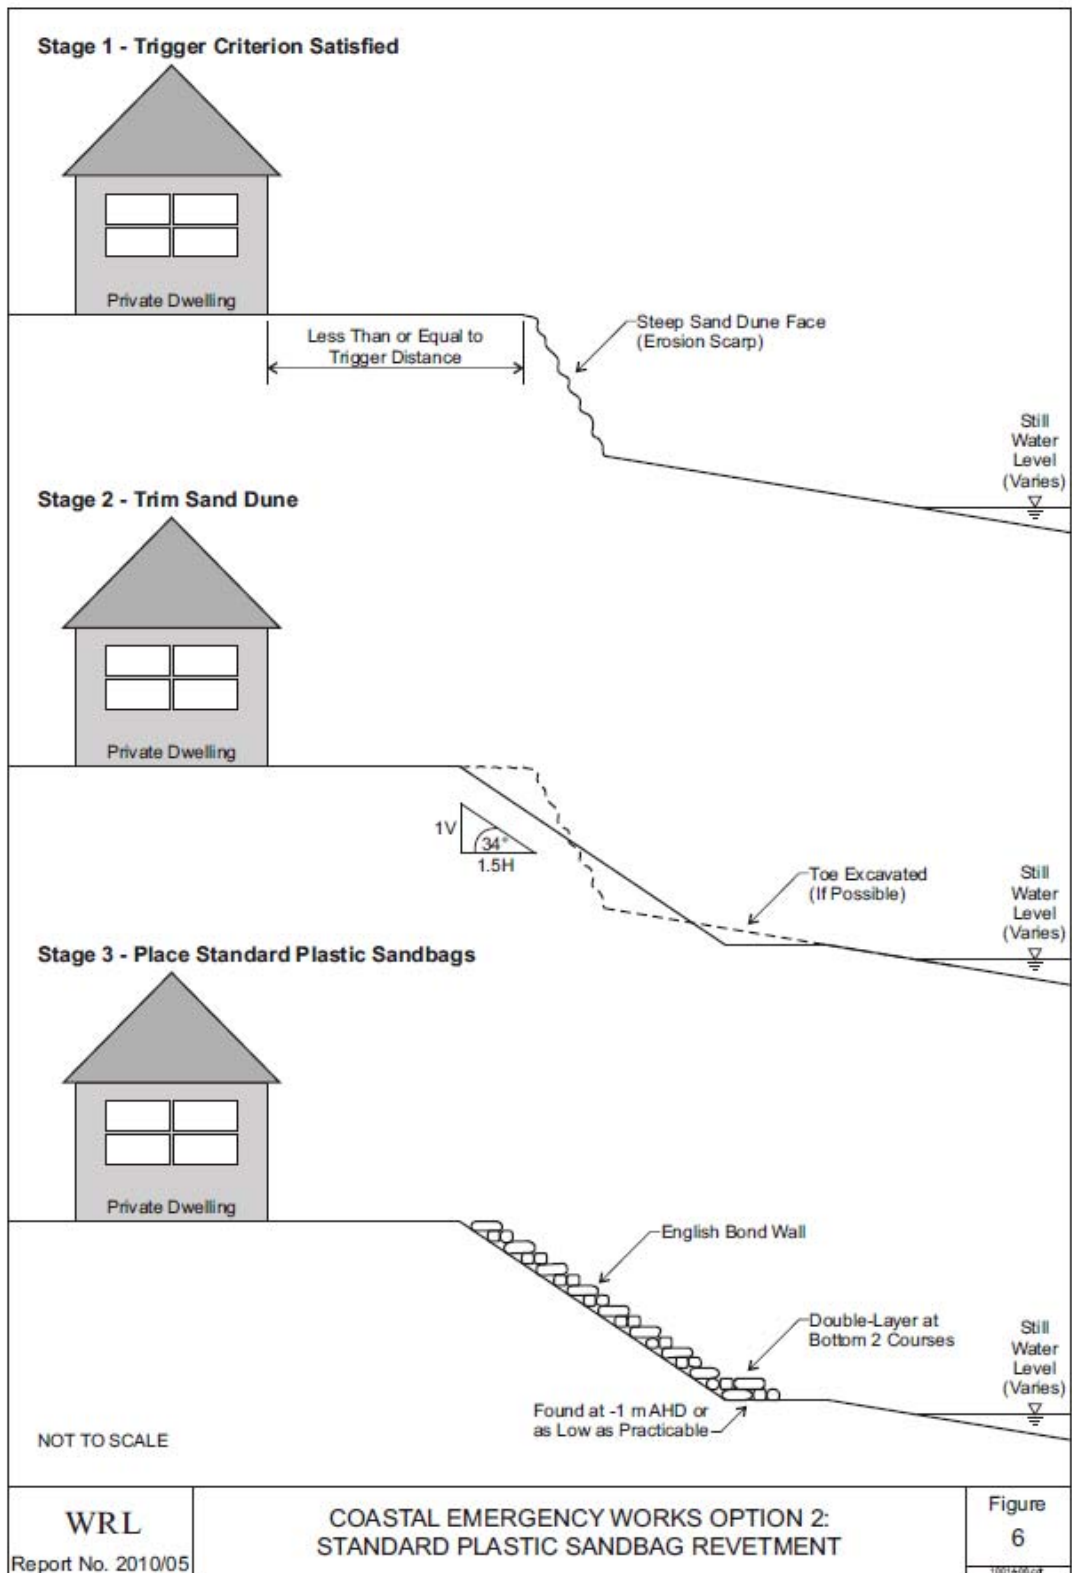 Stage 1 - Trigger Criterion Satisfied
Private Dwelling
Less Than or Equal to
Trigger Distance
Steep Sand Dune Face
(Erosion Scarp)
Still
Water
Level
(Varies)
Stage 2 - Trim Sand Dune
Private Dwelling
1V
34°
1.5H
Toe Excavated
(If Possible)
Still
Water
Level
(Varies)
Stage 3 - Place Standard Plastic Sandbags
Private Dwelling
English Bond Wall
Double-Layer at
Bottom 2 Courses
Found at -1 m AHD or
as Low as Practicable
Still
Water
Level
(Varies)
NOT TO SCALE
WRL
Report No. 2010/05
COASTAL EMERGENCY WORKS OPTION 2:
STANDARD PLASTIC SANDBAG REVETMENT
Figure
6